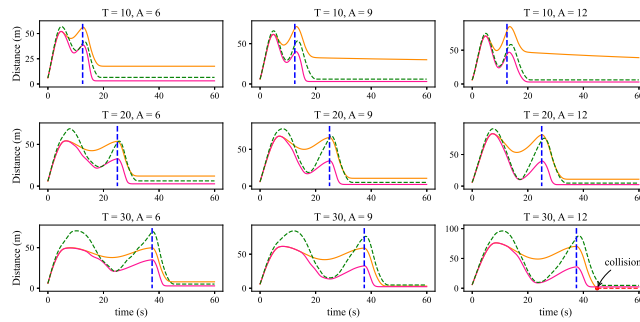 T = 10, A = 6
T = 10, A = 9
T = 10, A = 12
Distance (m)
50
25
0
50
0
50
0
0 20 40 60
0 20 40 60
0 20 40 60
T = 20, A = 6
T = 20, A = 9
T = 20, A = 12
Distance (m)
50
0
50
0
50
0
0 20 40 60
0 20 40 60
0 20 40 60
T = 30, A = 6
T = 30, A = 9
T = 30, A = 12
Distance (m)
50
0
50
0
100
75
50
25
0
collision
0 20 40 60
0 20 40 60
0 20 40 60
time (s)
time (s)
time (s)